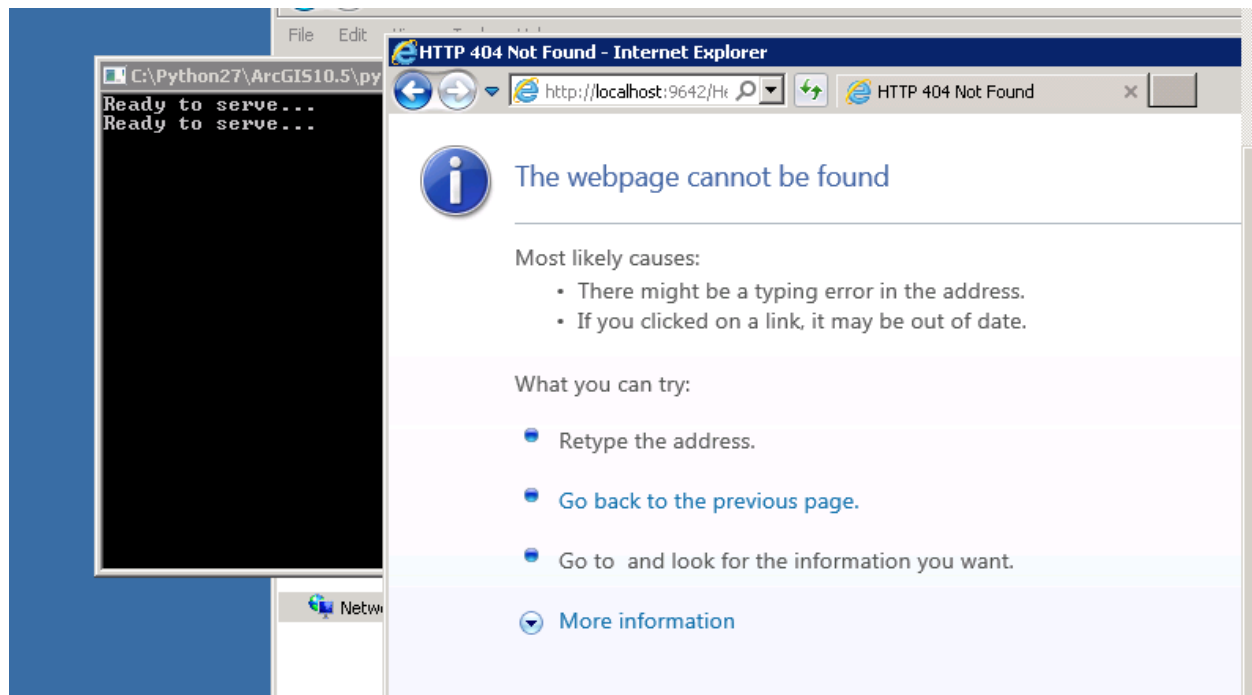 File Edit
HTTP 404 Not Found - Internet Explorer
C:\Python27\ArcGIS10.5\py
http://localhost:9642/He
HTTP 404 Not Found
Ready to serve...
Ready to serve...
The webpage cannot be found
Most likely causes:
• There might be a typing error in the address.
• If you clicked on a link, it may be out of date.
What you can try:
Retype the address.
Go back to the previous page.
Go to  and look for the information you want.
More information
Netw